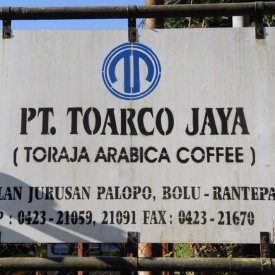 PT. TOARCO JAYA
( TORAJA ARABICA COFFEE )
LAN JURUSAN PALOPO, BOLU - RANTEPA
P : 0423-21059, 21091 FAX : 0423-21670